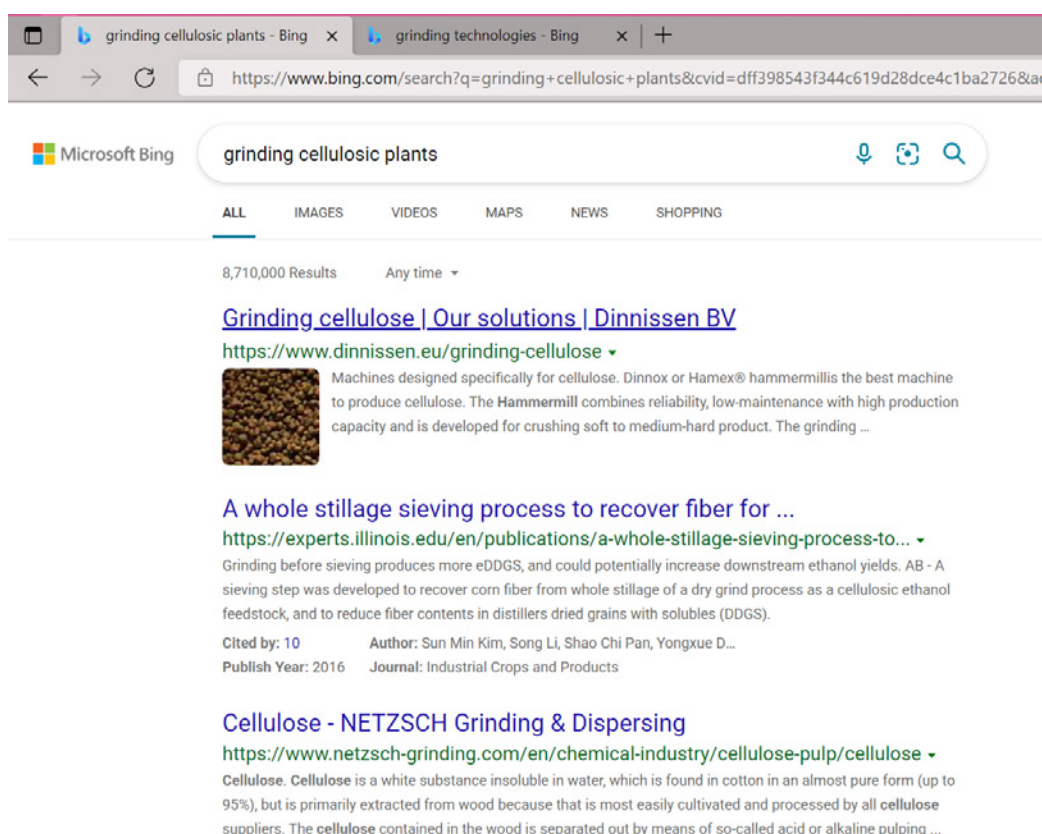 grinding cellulosic plants - Bing
grinding technologies - Bing
https://www.bing.com/search?q=grinding+cellulosic+plants&cvid=dff398543f344c619d28dce4c1ba2726&a
Microsoft Bing
grinding cellulosic plants
ALL IMAGES VIDEOS MAPS NEWS SHOPPING
8,710,000 Results Any time
Grinding cellulose | Our solutions | Dinnissen BV
https://www.dinnissen.eu/grinding-cellulose
Machines designed specifically for cellulose. Dinnox or Hamex® hammermillis the best machine
to produce cellulose. The Hammermill combines reliability, low-maintenance with high production
capacity and is developed for crushing soft to medium-hard product. The grinding ...
A whole stillage sieving process to recover fiber for ...
https://experts.illinois.edu/en/publications/a-whole-stillage-sieving-process-to...
Grinding before sieving produces more eDDGS, and could potentially increase downstream ethanol yields. AB - A
sieving step was developed to recover corn fiber from whole stillage of a dry grind process as a cellulosic ethanol
feedstock, and to reduce fiber contents in distillers dried grains with solubles (DDGS).
Cited by: 10 Author: Sun Min Kim, Song Li, Shao Chi Pan, Yongxue D...
Publish Year: 2016 Journal: Industrial Crops and Products
Cellulose - NETZSCH Grinding & Dispersing
https://www.netzsch-grinding.com/en/chemical-industry/cellulose-pulp/cellulose
Cellulose. Cellulose is a white substance insoluble in water, which is found in cotton in an almost pure form (up to
95%), but is primarily extracted from wood because that is most easily cultivated and processed by all cellulose
suppliers. The cellulose contained in the wood is separated out by means of so-called acid or alkaline pulping ...